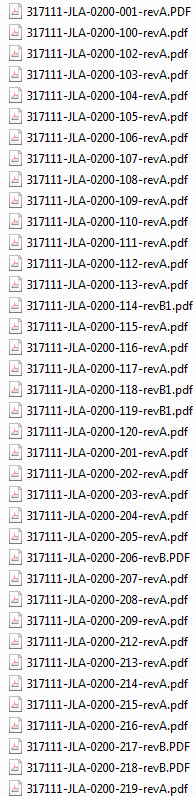 317111-JLA-0200-001-revA.PDF
317111-JLA-0200-100-revA.pdf
317111-JLA-0200-102-revA.pdf
317111-JLA-0200-103-revA.pdf
317111-JLA-0200-104-revA.pdf
317111-JLA-0200-105-revA.pdf
317111-JLA-0200-106-revA.pdf
317111-JLA-0200-107-revA.pdf
317111-JLA-0200-108-revA.pdf
317111-JLA-0200-109-revA.pdf
317111-JLA-0200-110-revA.pdf
317111-JLA-0200-111-revA.pdf
317111-JLA-0200-112-revA.pdf
317111-JLA-0200-113-revA.pdf
317111-JLA-0200-114-revB1.pdf
317111-JLA-0200-115-revA.pdf
317111-JLA-0200-116-revA.pdf
317111-JLA-0200-117-revA.pdf
317111-JLA-0200-118-revB1.pdf
317111-JLA-0200-119-revB1.pdf
317111-JLA-0200-120-revA.pdf
317111-JLA-0200-201-revA.pdf
317111-JLA-0200-202-revA.pdf
317111-JLA-0200-203-revA.pdf
317111-JLA-0200-204-revA.pdf
317111-JLA-0200-205-revA.pdf
317111-JLA-0200-206-revB.PDF
317111-JLA-0200-207-revA.pdf
317111-JLA-0200-208-revA.pdf
317111-JLA-0200-209-revA.pdf
317111-JLA-0200-212-revA.pdf
317111-JLA-0200-213-revA.pdf
317111-JLA-0200-214-revA.pdf
317111-JLA-0200-215-revA.pdf
317111-JLA-0200-216-revA.pdf
317111-JLA-0200-217-revB.PDF
317111-JLA-0200-218-revB.PDF
317111-JLA-0200-219-revA.pdf